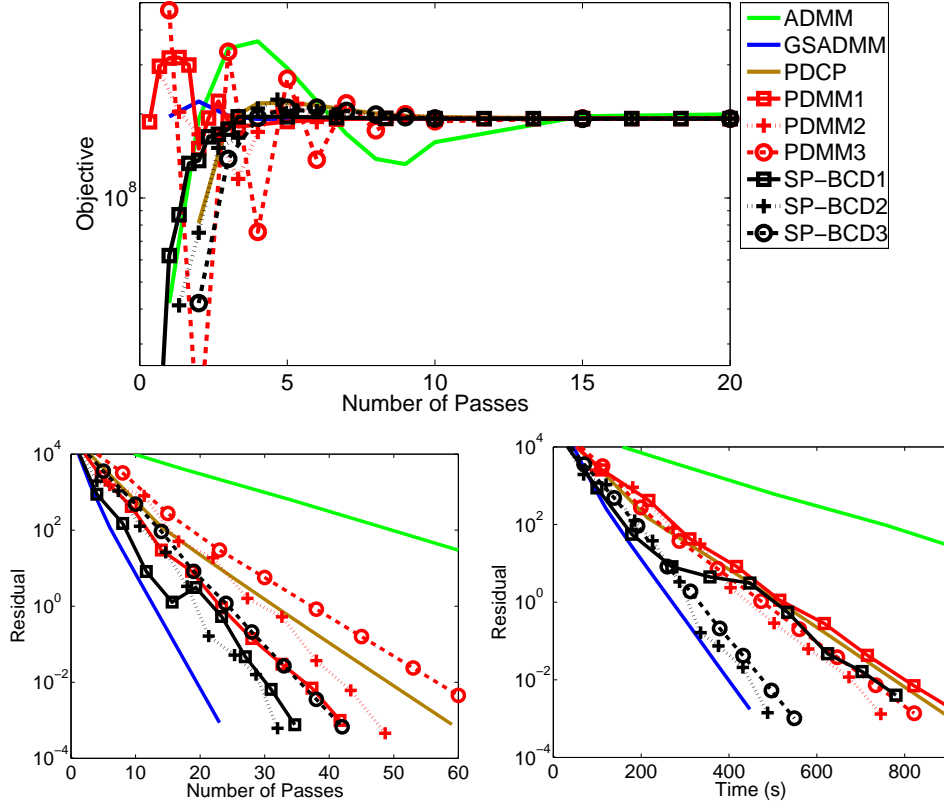 Objective
10^8
0 5 10 15 20
Number of Passes
ADMM
GSADMM
PDCP
PDMM1
PDMM2
PDMM3
SP−BCD1
SP−BCD2
SP−BCD3
Residual
10^4
10^2
10^0
10^−2
10^−4
0 10 20 30 40 50 60
Number of Passes
Residual
10^4
10^2
10^0
10^−2
10^−4
0 200 400 600 800
Time (s)